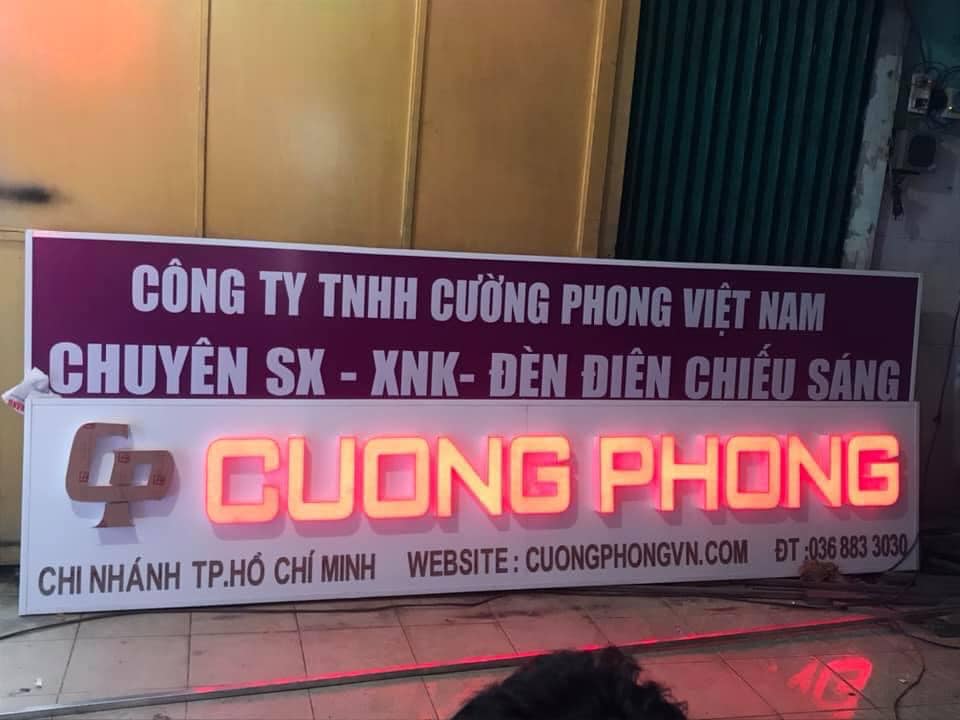 CÔNG TY TNHH CƯỜNG PHONG VIỆT NAM
CHUYÊN SX - XNK- ĐÈN ĐIÊN CHIẾU SÁNG
CUONG PHONG
CHI NHÁNH TP.HỒ CHÍ MINH WEBSITE : CUONGPHONGVN.COM ĐT :036 883 3030